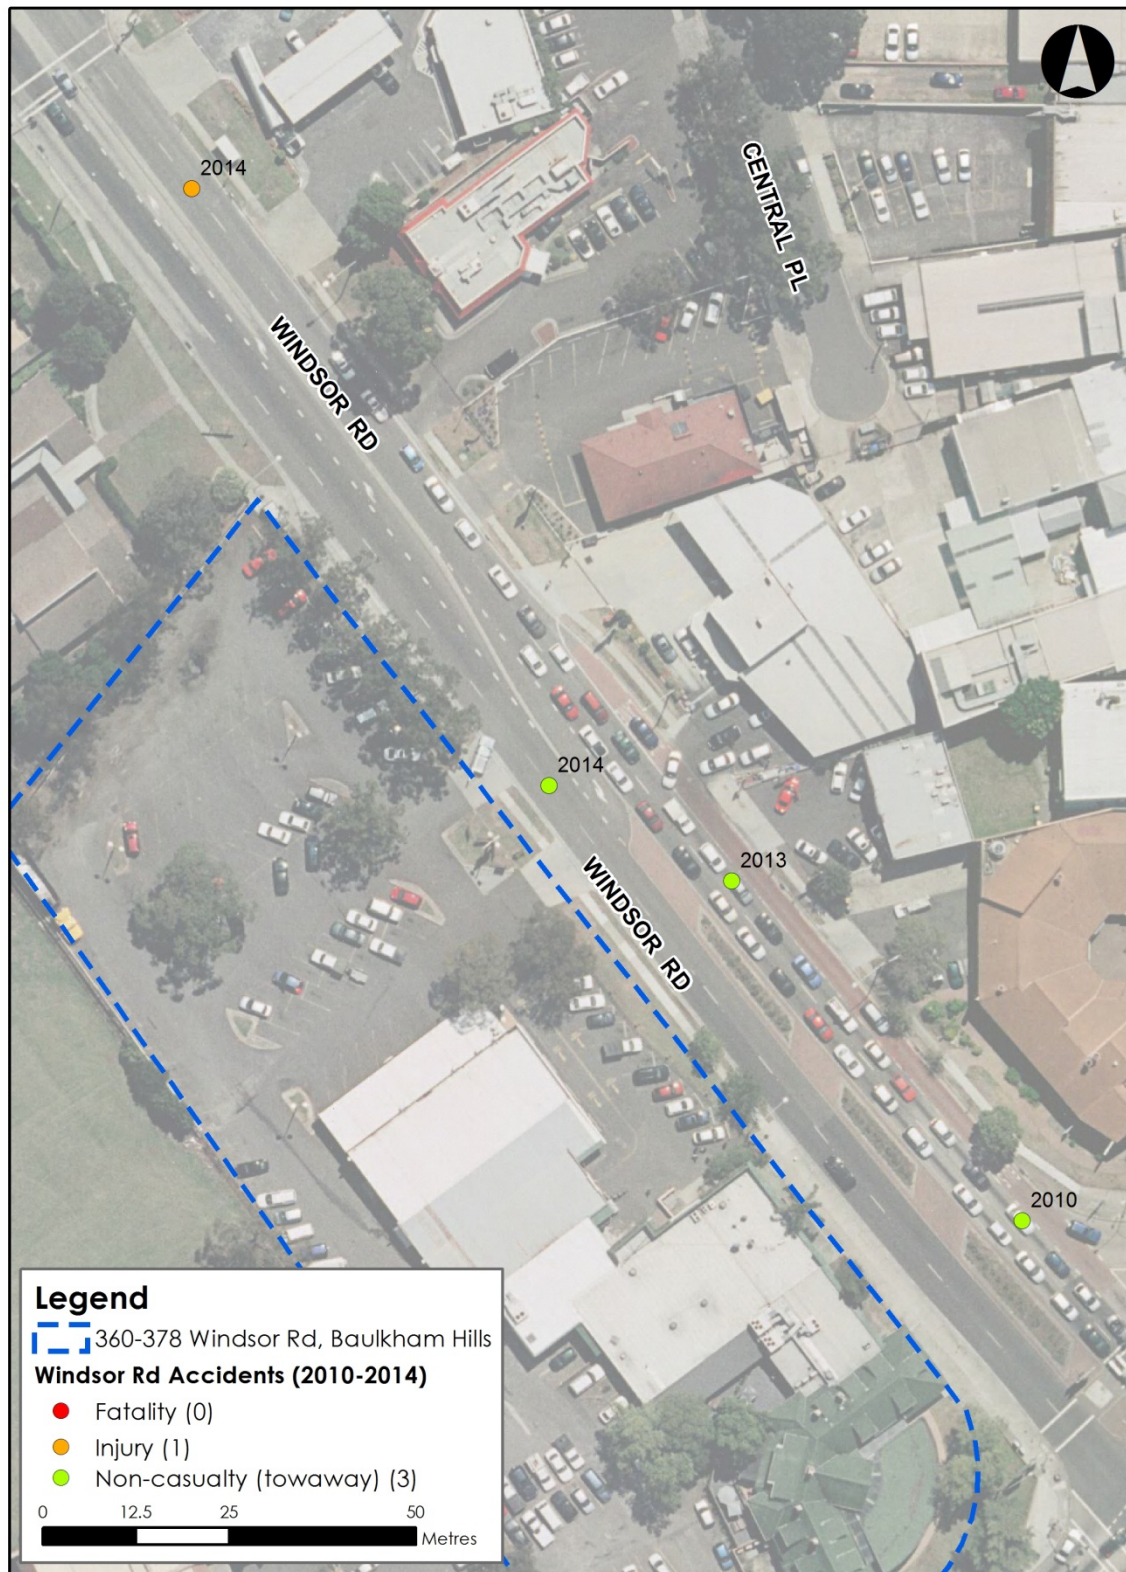 2014
CENTRAL PL
WINDSOR RD
2014
2013
WINDSOR RD
2010
Legend
360-378 Windsor Rd, Baulkham Hills
Windsor Rd Accidents (2010-2014)
Fatality (0)
Injury (1)
Non-casualty (towaway) (3)
0 12.5 25 50
Metres